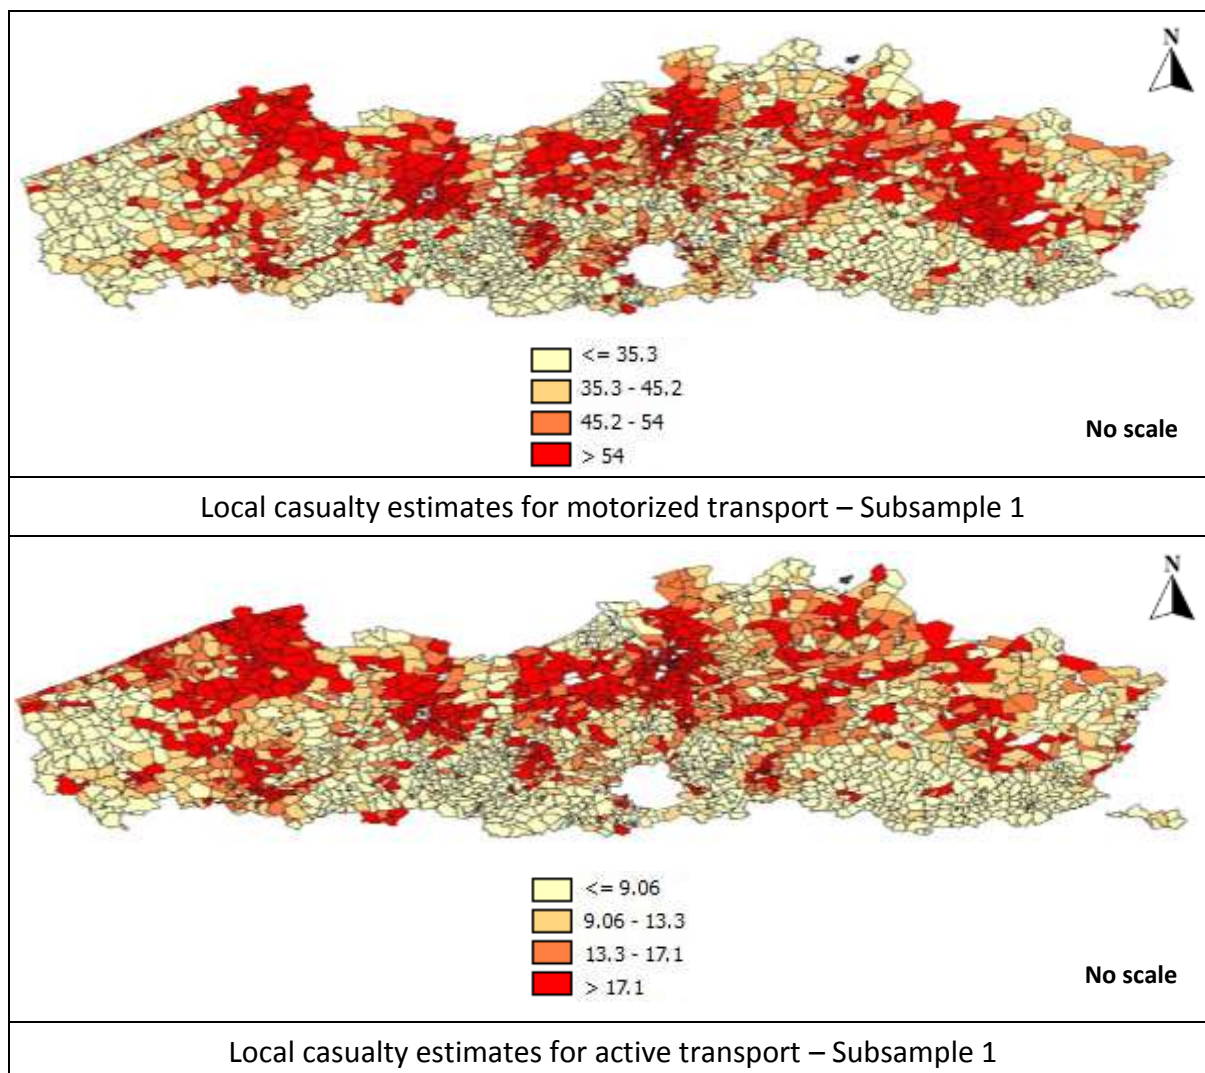 N
<= 35.3
35.3 - 45.2
45.2 - 54
> 54
No scale
Local casualty estimates for motorized transport – Subsample 1
N
<= 9.06
9.06 - 13.3
13.3 - 17.1
> 17.1
No scale
Local casualty estimates for active transport – Subsample 1